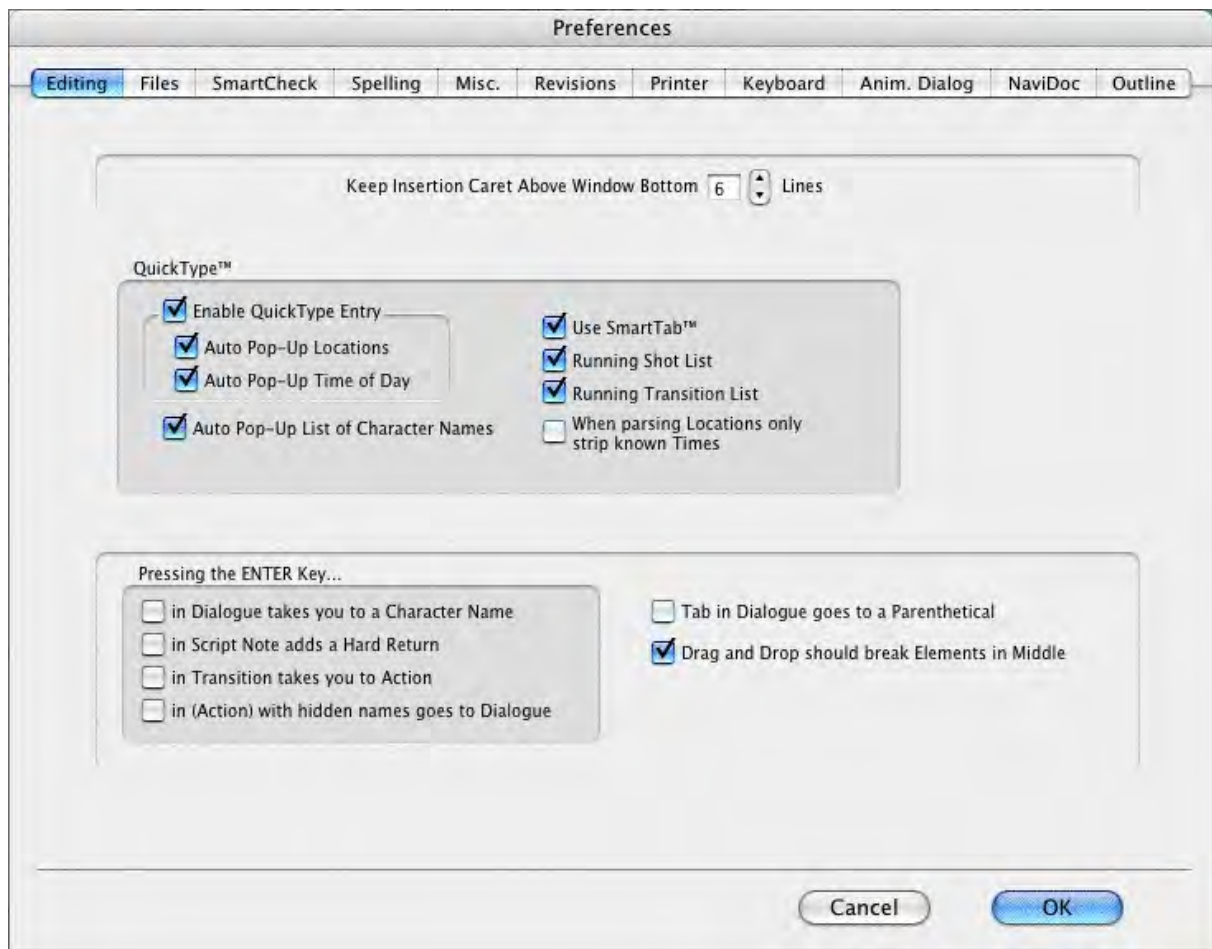 Preferences
Editing Files SmartCheck Spelling Misc. Revisions Printer Keyboard Anim. Dialog NaviDoc Outline
Keep Insertion Caret Above Window Bottom 6 Lines
QuickType™
Enable QuickType Entry
Auto Pop-Up Locations
Auto Pop-Up Time of Day
Auto Pop-Up List of Character Names
Use SmartTab™
Running Shot List
Running Transition List
When parsing Locations only
strip known Times
Pressing the ENTER Key...
in Dialogue takes you to a Character Name
in Script Note adds a Hard Return
in Transition takes you to Action
in (Action) with hidden names goes to Dialogue
Tab in Dialogue goes to a Parenthetical
Drag and Drop should break Elements in Middle
Cancel OK